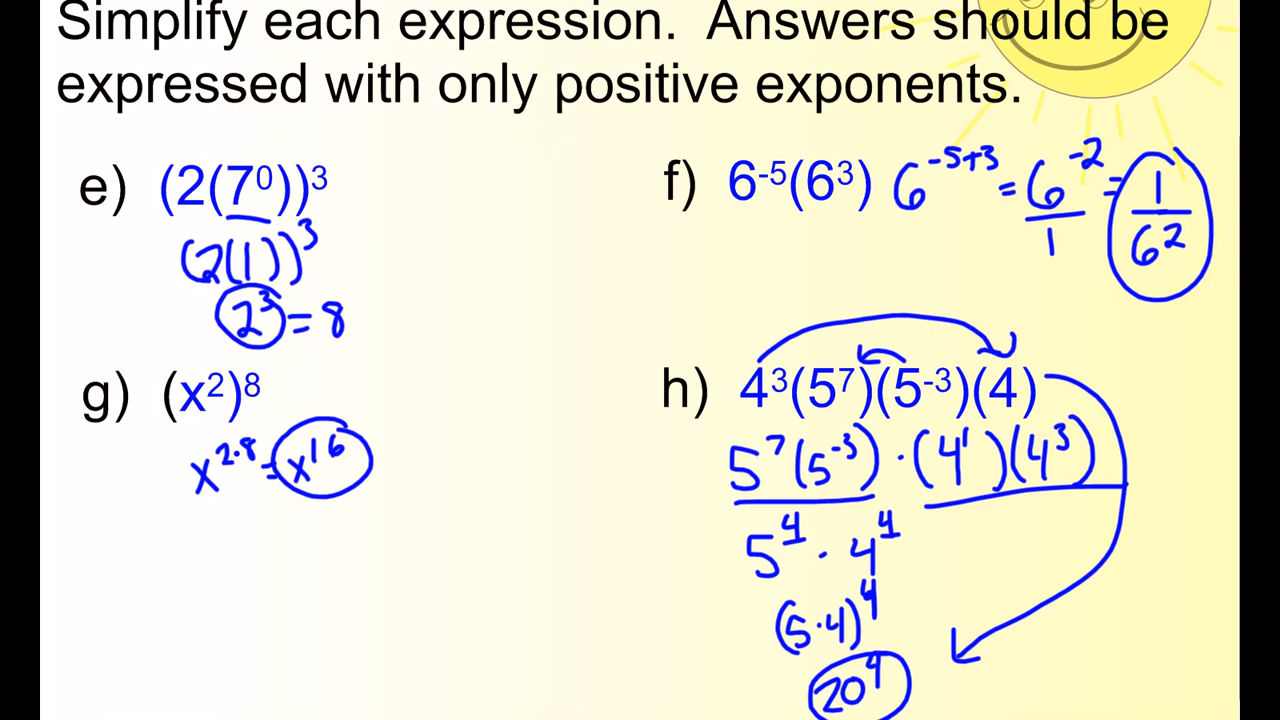 Simplify each expression. Answers should be
expressed with only positive exponents.
e) (2(7⁰))³
(2(1))³
2³ = 8
f) 6⁻⁵(6³) 6⁻⁵⁺³ = 6⁻² = 1
1 6²
g) (x²)⁸
x²·⁸ = x¹⁶
h) 4³(5⁷)(5⁻³)(4)
5⁷(5⁻³) · (4¹)(4³)
5⁴ · 4⁴
(5·4)⁴
20⁴